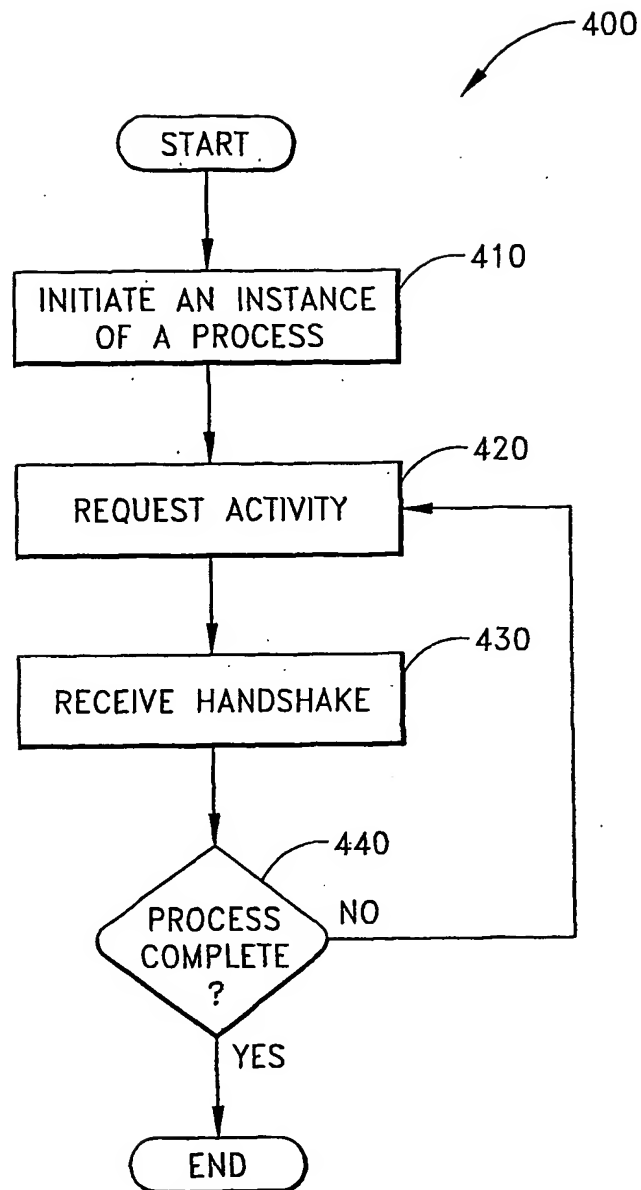 400
START
410
INITIATE AN INSTANCE
OF A PROCESS
420
REQUEST ACTIVITY
430
RECEIVE HANDSHAKE
440
PROCESS
COMPLETE
?
NO
YES
END